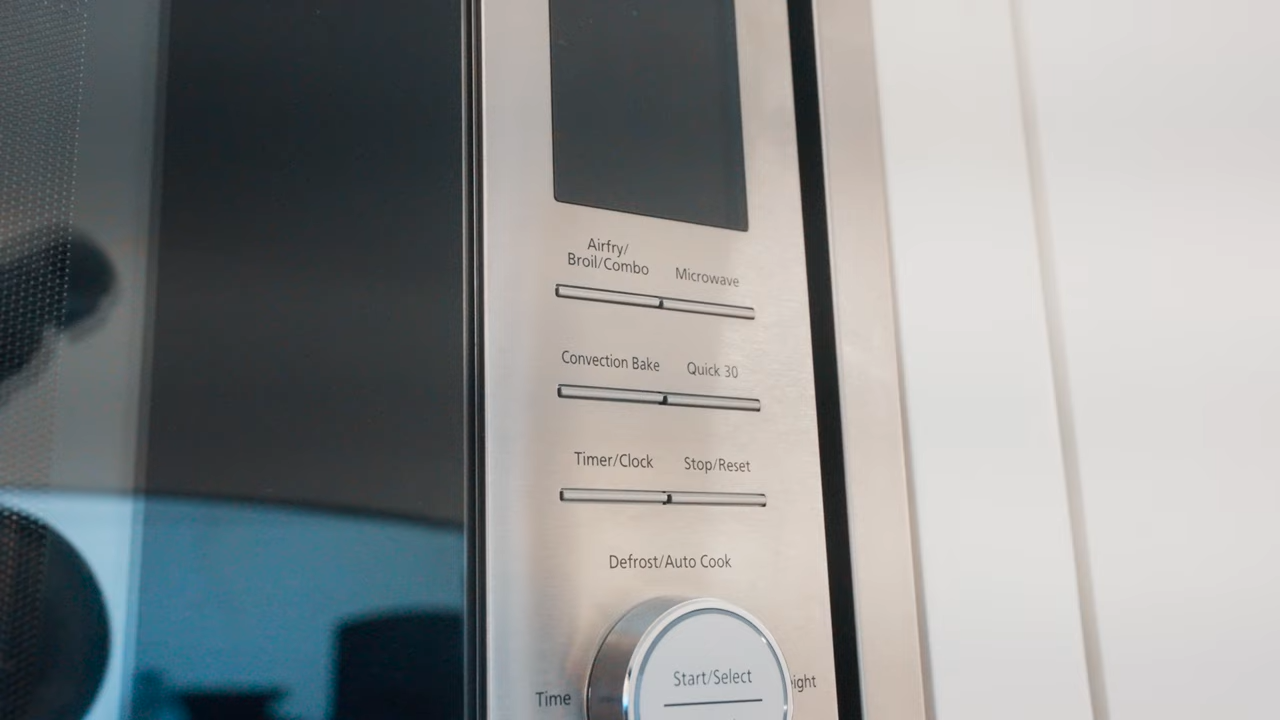 Airfry/
Broil/Combo
Microwave
Convection Bake
Quick 30
Timer/Clock
Stop/Reset
Defrost/Auto Cook
Start/Select
Time